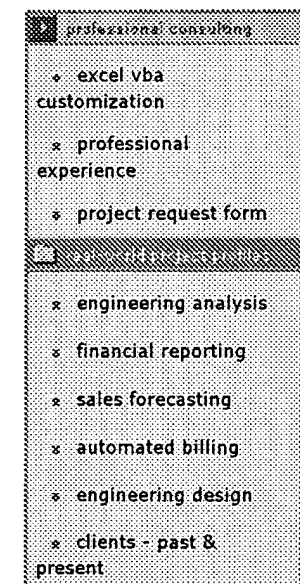 professional consulting
excel vba
customization
professional
experience
project request form
engineering analysis
financial reporting
sales forecasting
automated billing
engineering design
clients - past &
present